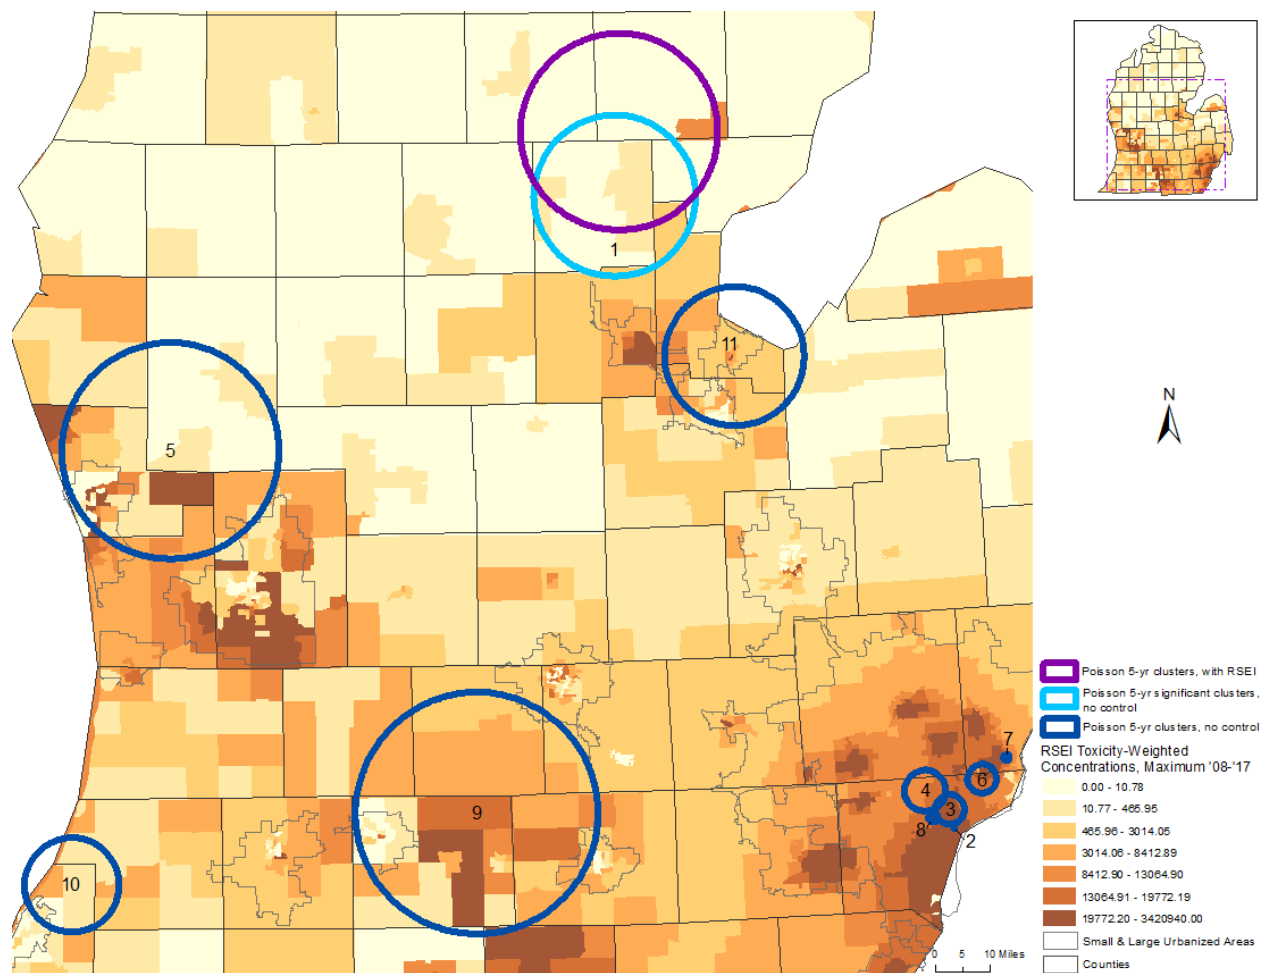 1
11
5
N
7
6
4
3
9
8
2
10
Poisson 5-yr clusters, with RSEI
Poisson 5-yr significant clusters,
no control
Poisson 5-yr clusters, no control
RSEI Toxicity-Weighted
Concentrations, Maximum '08-'17
0.00 - 10.78
10.77 - 465.95
465.96 - 3014.05
3014.06 - 8412.89
8412.90 - 13064.90
13064.91 - 19772.19
19772.20 - 3420940.00
Small & Large Urbanized Areas
Counties
0 5 10 Miles